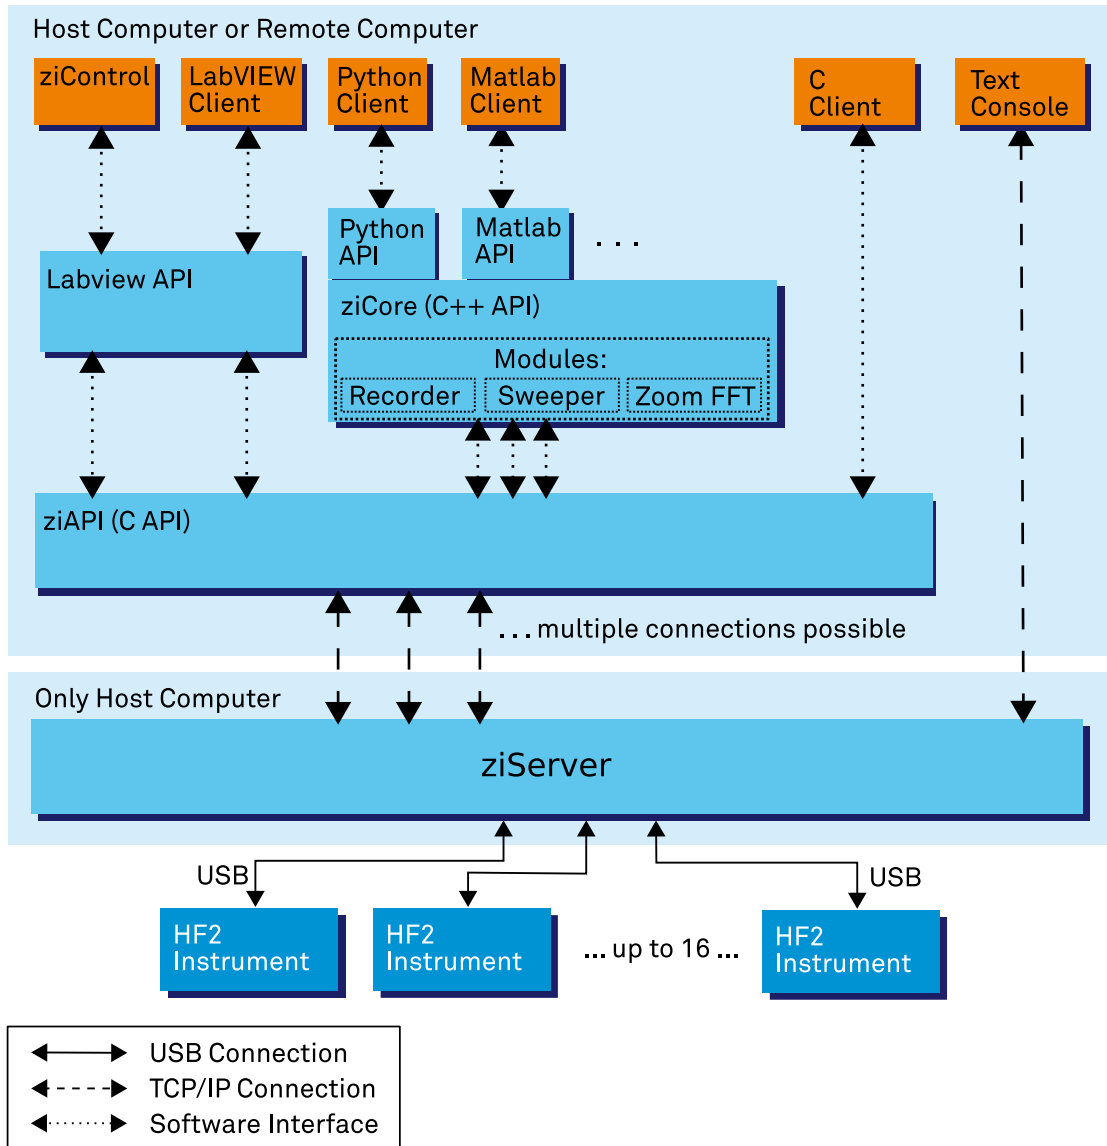 Host Computer or Remote Computer
ziControl
LabVIEW
Client
Python
Client
Matlab
Client
C
Client
Text
Console
Python
API
Matlab
API
. . .
Labview API
ziCore (C++ API)
Modules:
Recorder
Sweeper
Zoom FFT
ziAPI (C API)
. . . multiple connections possible
Only Host Computer
ziServer
USB
USB
HF2
Instrument
HF2
Instrument
... up to 16 ...
HF2
Instrument
USB Connection
TCP/IP Connection
Software Interface